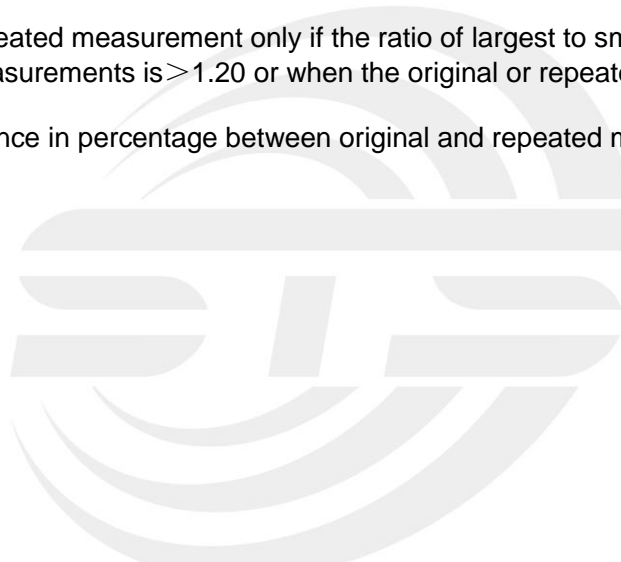 eated measurement only if the ratio of largest to sm
asurements is＞1.20 or when the original or repeate
nce in percentage between original and repeated m
STS